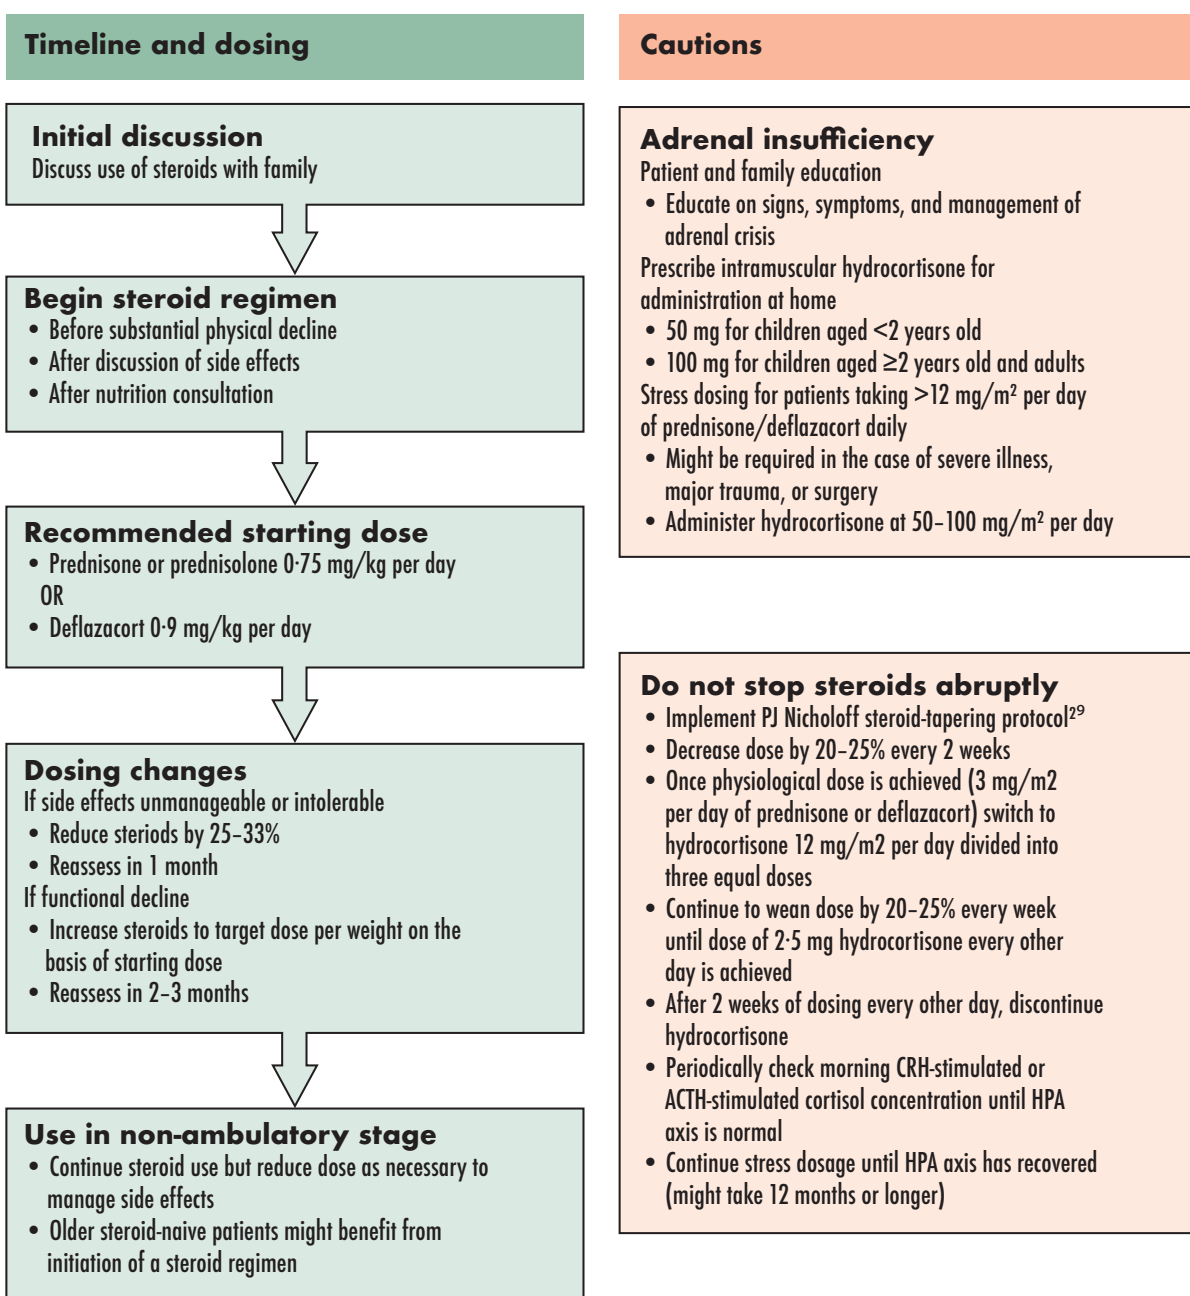 Timeline and dosing
Initial discussion
Discuss use of steroids with family
Begin steroid regimen
• Before substantial physical decline
• After discussion of side effects
• After nutrition consultation
Recommended starting dose
• Prednisone or prednisolone 0·75 mg/kg per day
OR
• Deflazacort 0·9 mg/kg per day
Dosing changes
If side effects unmanageable or intolerable
• Reduce steriods by 25–33%
• Reassess in 1 month
If functional decline
• Increase steroids to target dose per weight on the
basis of starting dose
• Reassess in 2–3 months
Use in non-ambulatory stage
• Continue steroid use but reduce dose as necessary to
manage side effects
• Older steroid-naive patients might benefit from
initiation of a steroid regimen
Cautions
Adrenal insufficiency
Patient and family education
• Educate on signs, symptoms, and management of
adrenal crisis
Prescribe intramuscular hydrocortisone for
administration at home
• 50 mg for children aged <2 years old
• 100 mg for children aged ≥2 years old and adults
Stress dosing for patients taking >12 mg/m² per day
of prednisone/deflazacort daily
• Might be required in the case of severe illness,
major trauma, or surgery
• Administer hydrocortisone at 50–100 mg/m² per day
Do not stop steroids abruptly
• Implement PJ Nicholoff steroid-tapering protocol²⁹
• Decrease dose by 20–25% every 2 weeks
• Once physiological dose is achieved (3 mg/m2
per day of prednisone or deflazacort) switch to
hydrocortisone 12 mg/m2 per day divided into
three equal doses
• Continue to wean dose by 20–25% every week
until dose of 2·5 mg hydrocortisone every other
day is achieved
• After 2 weeks of dosing every other day, discontinue
hydrocortisone
• Periodically check morning CRH-stimulated or
ACTH-stimulated cortisol concentration until HPA
axis is normal
• Continue stress dosage until HPA axis has recovered
(might take 12 months or longer)